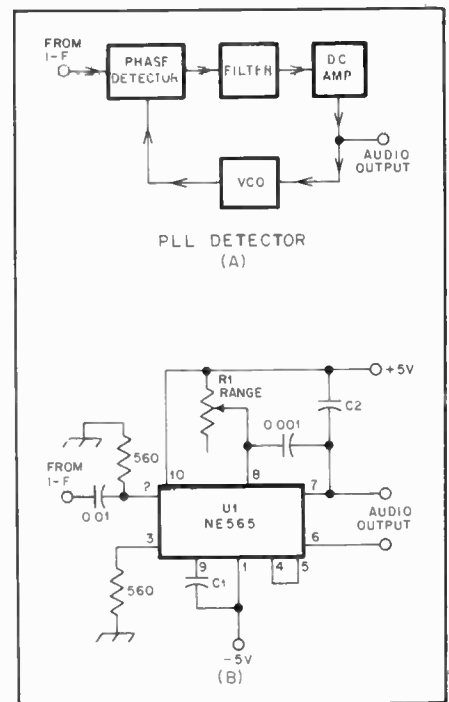 FROM
I-F
PHASE
DETECTOR
FILTER
DC
AMP
AUDIO
OUTPUT
VCO
PLL DETECTOR
(A)
+5V
R1
RANGE
C2
0.001
560
FROM
I-F
0.01
2
10
8
7
U1
NE565
AUDIO
OUTPUT
6
3
9
1
4
5
C1
560
-5V
(B)